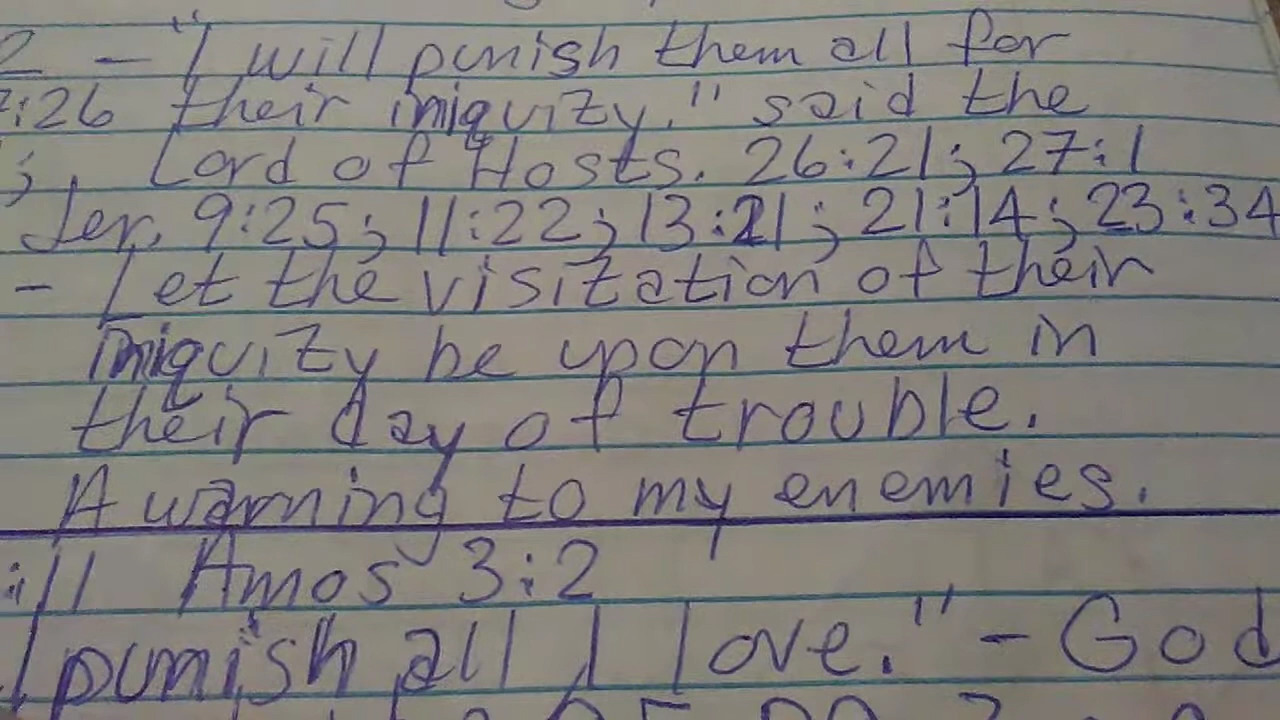 2 - "I will punish them all for
:26 their iniquity." said the
; Lord of Hosts. 26:21; 27:1
Jer. 9:25; 11:22; 13:21; 21:14; 23:34
- Let the visitation of their
iniquity be upon them in
their day of trouble.
A warning to my enemies.
:11 Amos 3:2
I punish all I love." - God